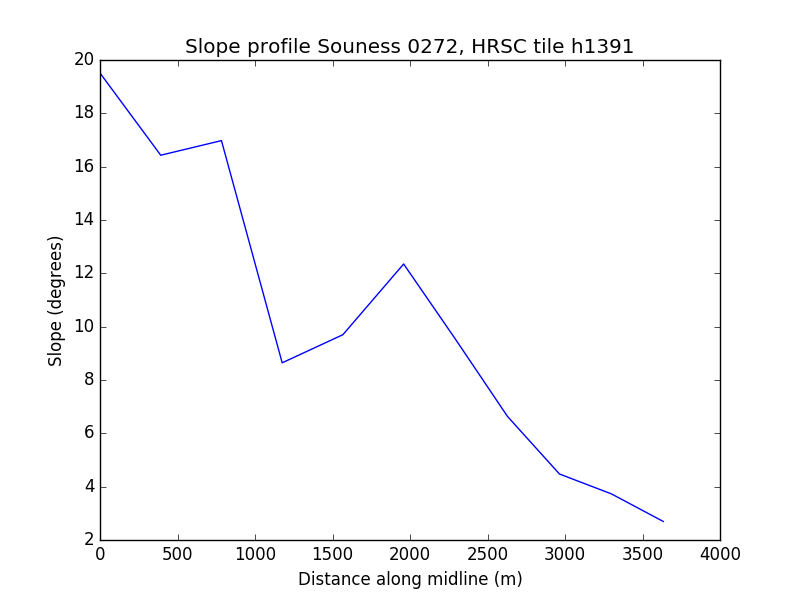 Slope profile Souness 0272, HRSC tile h1391
20
18
16
14
12
10
8
6
4
2
Slope (degrees)
0 500 1000 1500 2000 2500 3000 3500 4000
Distance along midline (m)